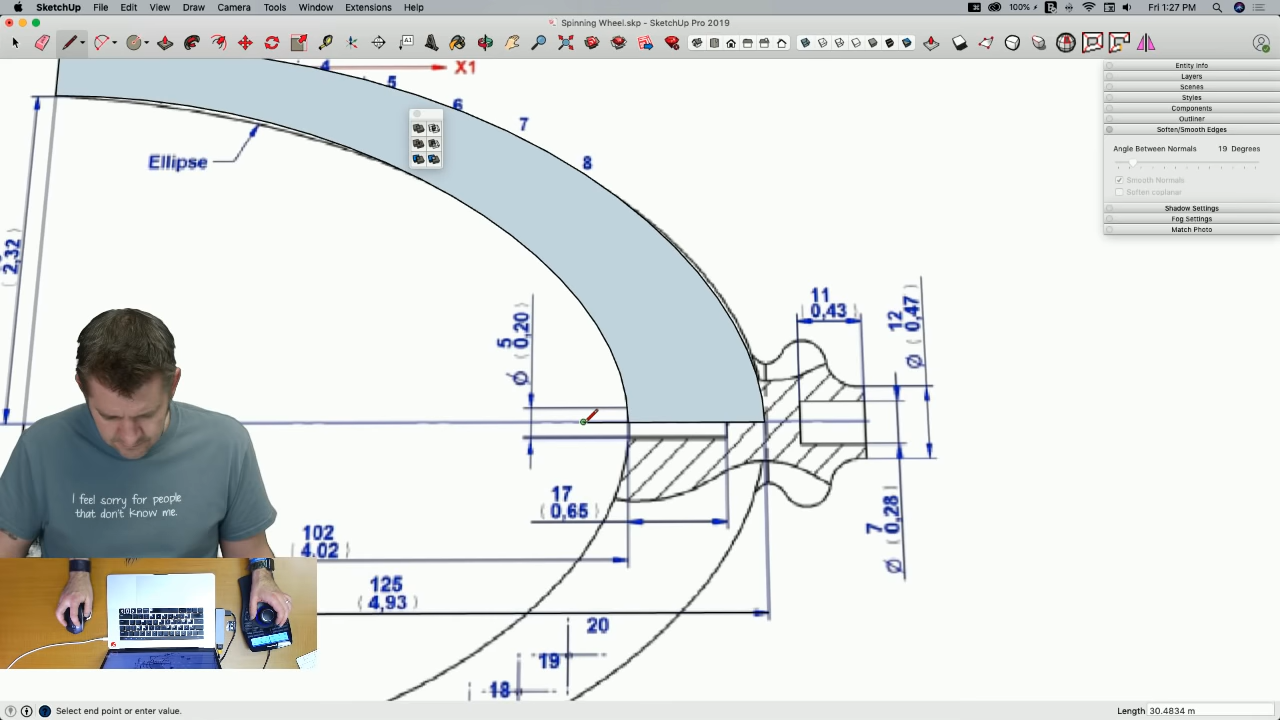 SketchUp File Edit View Draw Camera Tools Window Extensions Help
100% Fri 1:27 PM
Spinning Wheel.skp - SketchUp Pro 2019
Entity Info
Layers
Scenes
Styles
Components
Outliner
Soften/Smooth Edges
Angle Between Normals 19 Degrees
Smooth Normals
Soften coplanar
Shadow Settings
Fog Settings
Match Photo
4 X1
5
6
7
8
Ellipse
2,32
5
Ø ( 0,20 )
11
( 0,43 )
12
Ø ( 0,47 )
17
( 0,65 )
7
Ø ( 0,28 )
102
( 4.02 )
125
( 4,93 )
20
19
18
I feel sorry for people
that don't know me.
Select end point or enter value.
Length 30.4834 m